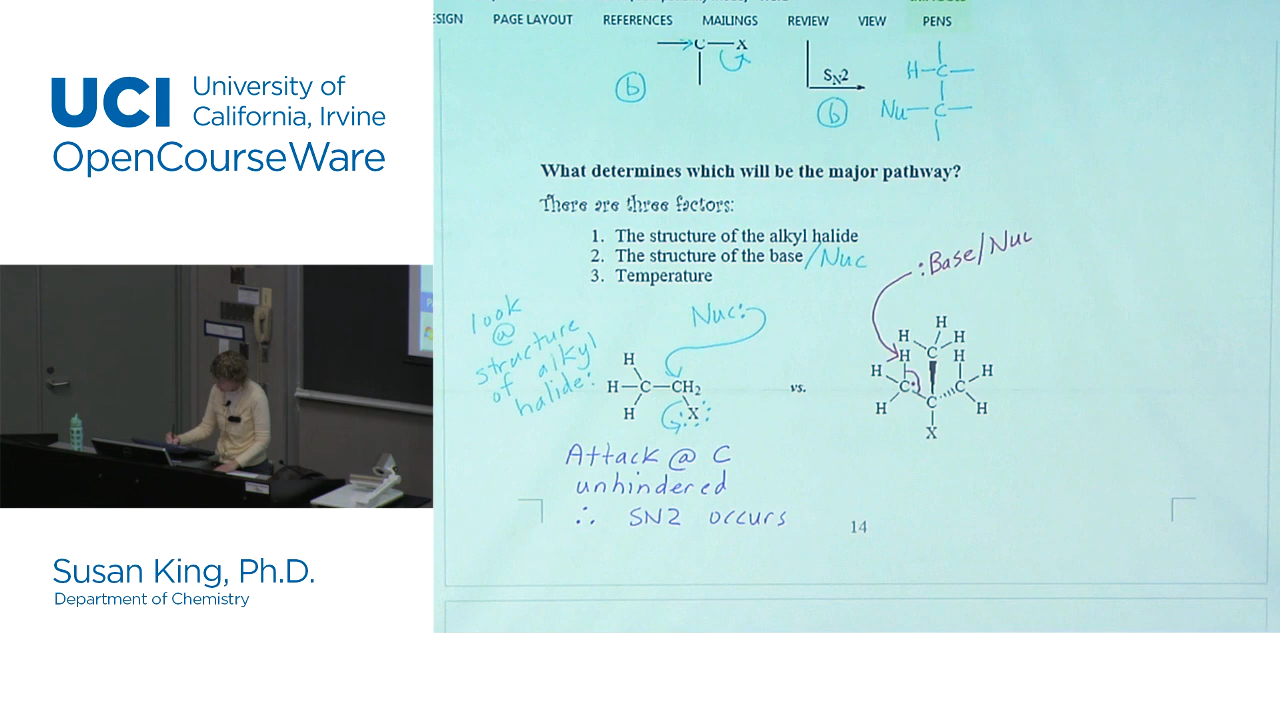 UCI University of
California, Irvine
OpenCourseWare
Susan King, Ph.D.
Department of Chemistry
SIGN PAGE LAYOUT REFERENCES MAILINGS REVIEW VIEW PENS
C—X
b
SN2
b
H—C—
Nu—C—
What determines which will be the major pathway?
There are three factors:
1. The structure of the alkyl halide
2. The structure of the base/Nuc
3. Temperature
:Base/Nuc
look
@
structure
of alkyl
halide:
Nuc:
H
H—C—CH2
H X
vs.
H
H H
H C H
H C C H
H C H
X
Attack @ C
unhindered
∴ SN2 occurs
14